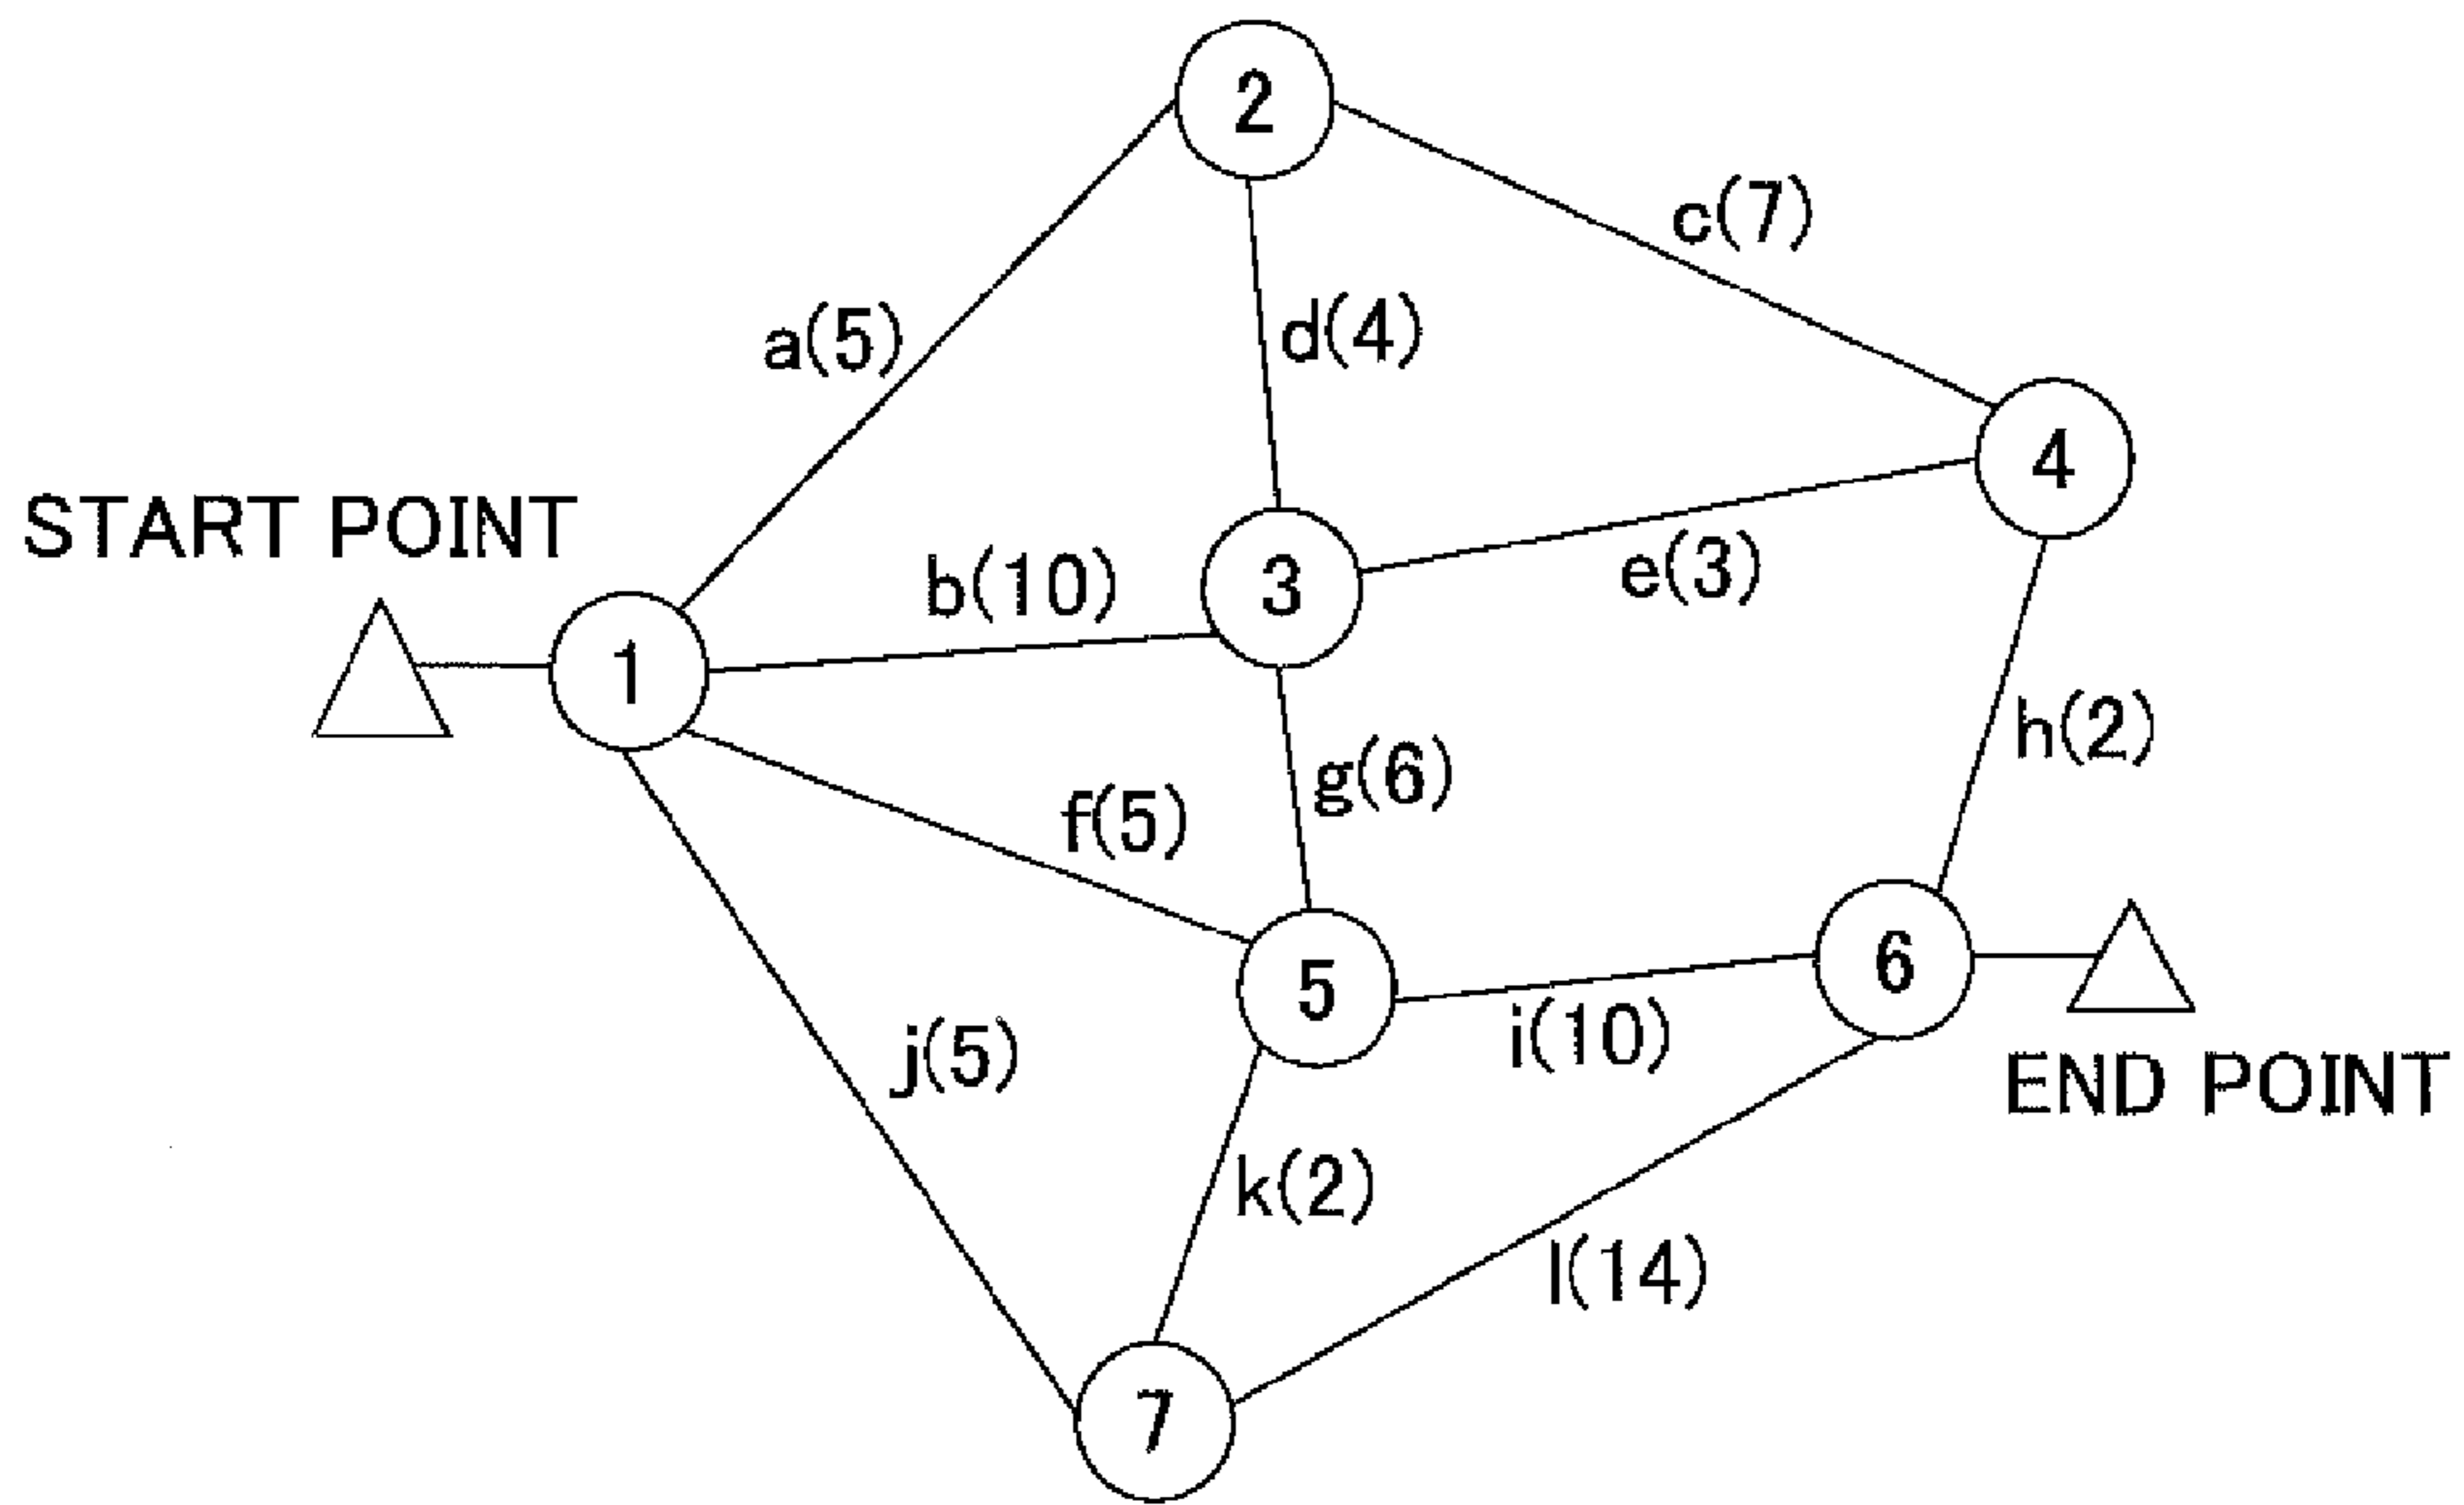 2
c(7)
a(5)
d(4)
4
START POINT
b(10)
3
e(3)
1
h(2)
g(6)
f(5)
5
6
i(10)
j(5)
END POINT
k(2)
l(14)
7